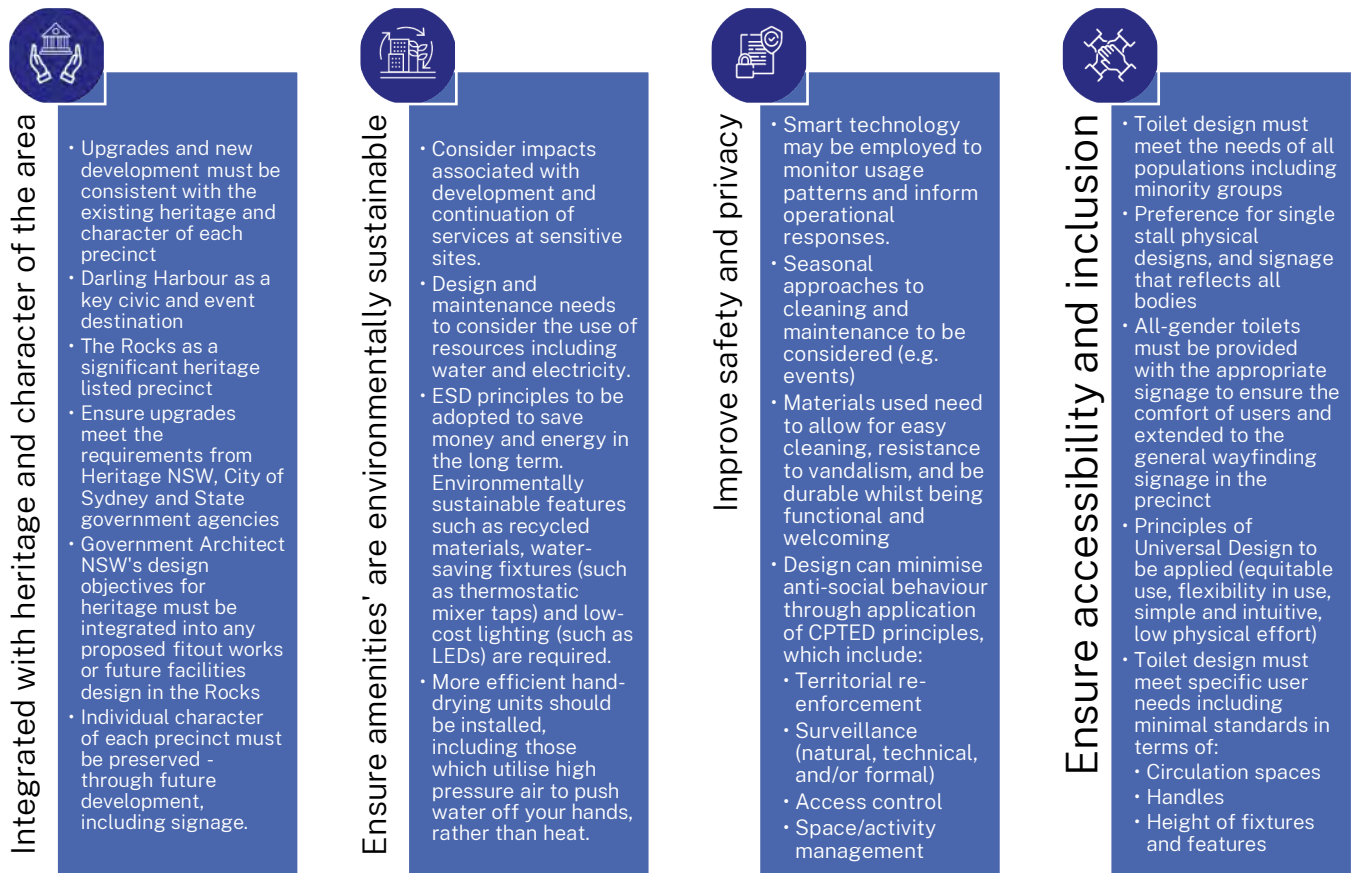 Integrated with heritage and character of the area
• Upgrades and new
development must be
consistent with the
existing heritage and
character of each
precinct
• Darling Harbour as a
key civic and event
destination
• The Rocks as a
significant heritage
listed precinct
• Ensure upgrades
meet the
requirements from
Heritage NSW, City of
Sydney and State
government agencies
• Government Architect
NSW's design
objectives for
heritage must be
integrated into any
proposed fitout works
or future facilities
design in the Rocks
• Individual character
of each precinct must
be preserved -
through future
development,
including signage.
Ensure amenities' are environmentally sustainable
• Consider impacts
associated with
development and
continuation of
services at sensitive
sites.
• Design and
maintenance needs
to consider the use of
resources including
water and electricity.
• ESD principles to be
adopted to save
money and energy in
the long term.
Environmentally
sustainable features
such as recycled
materials, water-
saving fixtures (such
as thermostatic
mixer taps) and low-
cost lighting (such as
LEDs) are required.
• More efficient hand-
drying units should
be installed,
including those
which utilise high
pressure air to push
water off your hands,
rather than heat.
Improve safety and privacy
• Smart technology
may be employed to
monitor usage
patterns and inform
operational
responses.
• Seasonal
approaches to
cleaning and
maintenance to be
considered (e.g.
events)
• Materials used need
to allow for easy
cleaning, resistance
to vandalism, and be
durable whilst being
functional and
welcoming
• Design can minimise
anti-social behaviour
through application
of CPTED principles,
which include:
• Territorial re-
enforcement
• Surveillance
(natural, technical,
and/or formal)
• Access control
• Space/activity
management
Ensure accessibility and inclusion
• Toilet design must
meet the needs of all
populations including
minority groups
• Preference for single
stall physical
designs, and signage
that reflects all
bodies
• All-gender toilets
must be provided
with the appropriate
signage to ensure the
comfort of users and
extended to the
general wayfinding
signage in the
precinct
• Principles of
Universal Design to
be applied (equitable
use, flexibility in use,
simple and intuitive,
low physical effort)
• Toilet design must
meet specific user
needs including
minimal standards in
terms of:
• Circulation spaces
• Handles
• Height of fixtures
and features